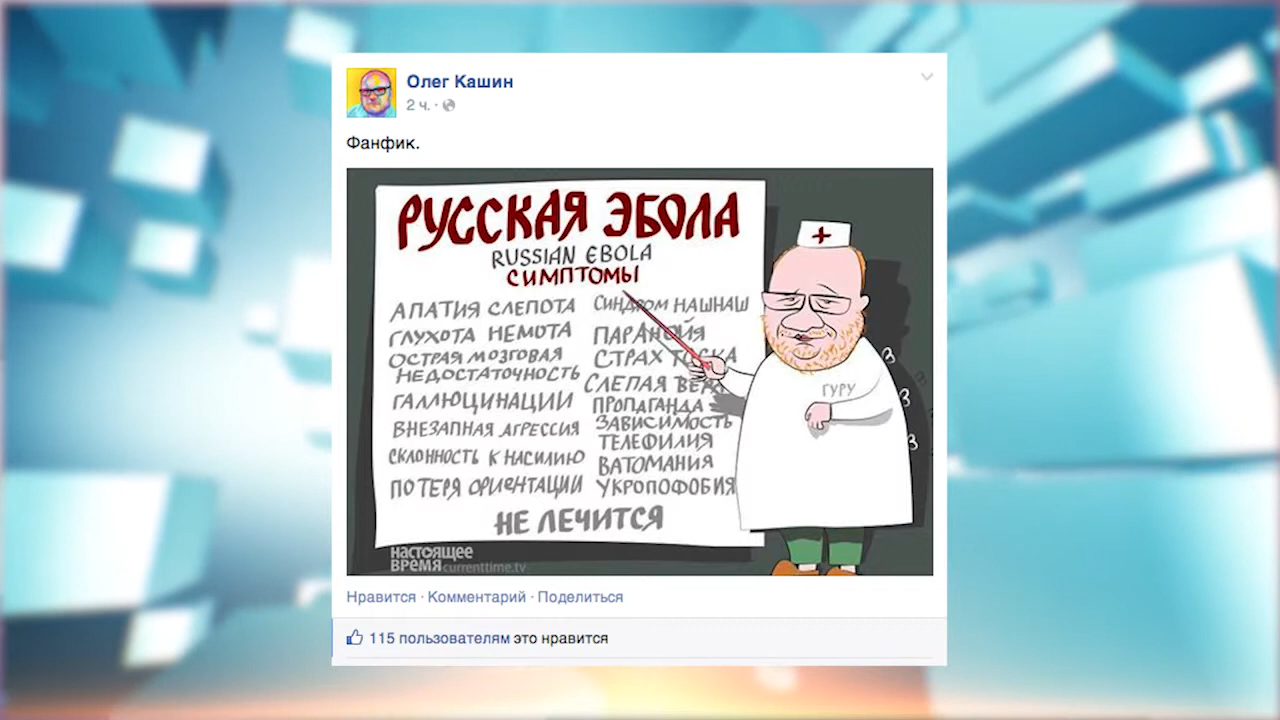 Олег Кашин
2 ч. ·
Фанфик.
РУССКАЯ ЭБОЛА
RUSSIAN EBOLA
СИМПТОМЫ
АПАТИЯ СЛЕПОТА
ГЛУХОТА НЕМОТА
ОСТРАЯ МОЗГОВАЯ
НЕДОСТАТОЧНОСТЬ
ГАЛЛЮЦИНАЦИИ
ВНЕЗАПНАЯ АГРЕССИЯ
СКЛОННОСТЬ К НАСИЛИЮ
ПОТЕРЯ ОРИЕНТАЦИИ
СИНДРОМ НАШНАШ
ПАРАНОЙЯ
СТРАХ ТОСКА
СЛЕПАЯ ВЕРА
ПРОПАГАНДА
ЗАВИСИМОСТЬ
ТЕЛЕФИЛИЯ
ВАТОМАНИЯ
УКРОПОФОБИЯ
НЕ ЛЕЧИТСЯ
ГУРУ
НАСТОЯЩЕЕ
ВРЕМЯ currenttime.tv
Нравится · Комментарий · Поделиться
115 пользователям это нравится